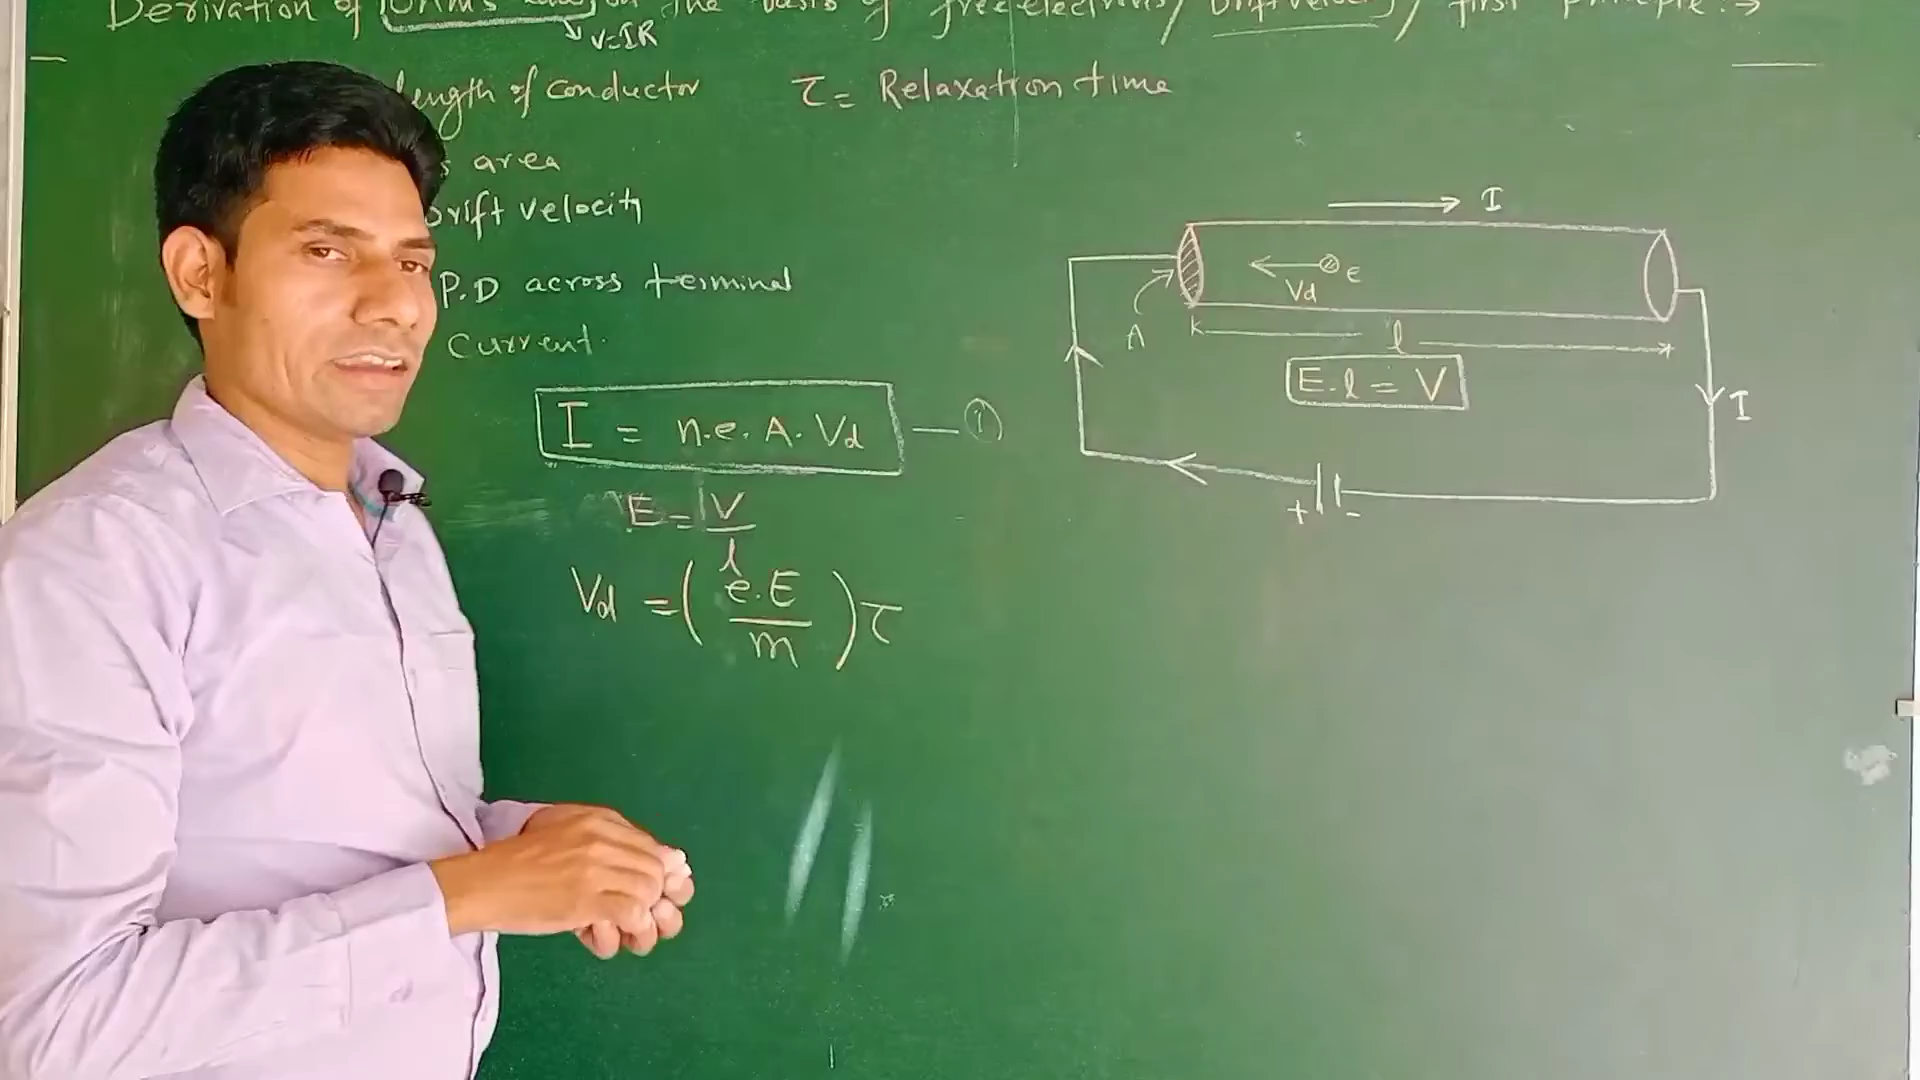 Derivation of Ohm's law on the basis of free electrons / Drift velocity / first principle :→
V=IR
length of conductor τ = Relaxation time
area
Drift velocity
P.D across terminal
Current.
I = n.e.A.Vd — ①
E = V/l
Vd = (e.E/m)τ
I
e
Vd
A
l
E.l = V
I
+ -